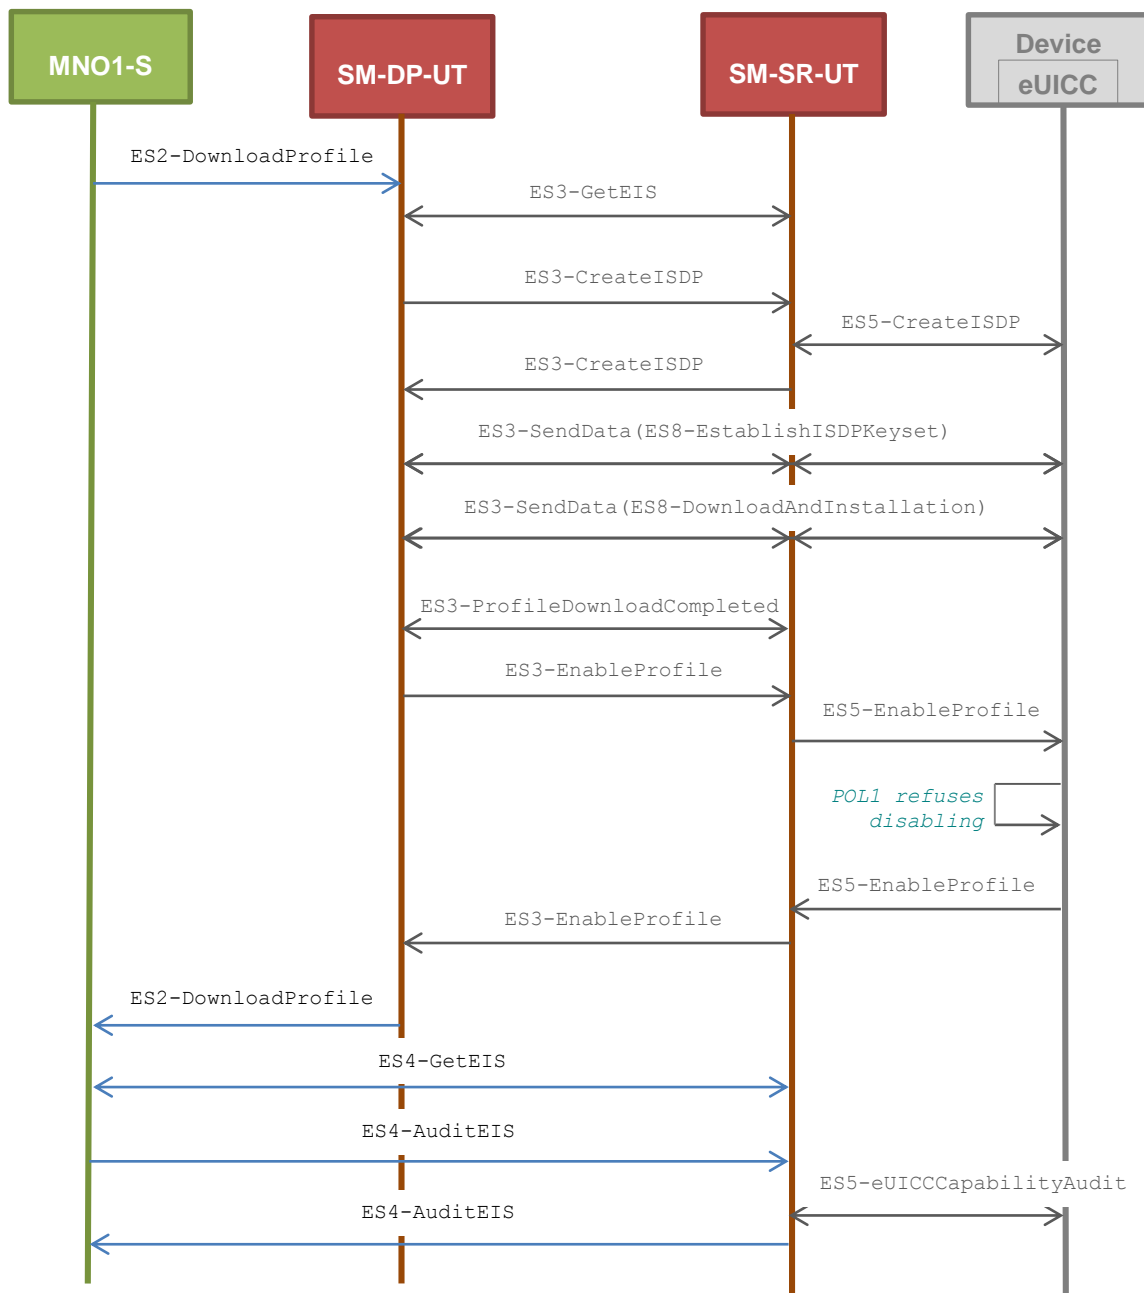 MNO1-S
SM-DP-UT
SM-SR-UT
Device
eUICC
ES2-DownloadProfile
ES3-GetEIS
ES3-CreateISDP
ES5-CreateISDP
ES3-CreateISDP
ES3-SendData(ES8-EstablishISDPKeyset)
ES3-SendData(ES8-DownloadAndInstallation)
ES3-ProfileDownloadCompleted
ES3-EnableProfile
ES5-EnableProfile
POL1 refuses
disabling
ES5-EnableProfile
ES3-EnableProfile
ES2-DownloadProfile
ES4-GetEIS
ES4-AuditEIS
ES5-eUICCCapabilityAudit
ES4-AuditEIS